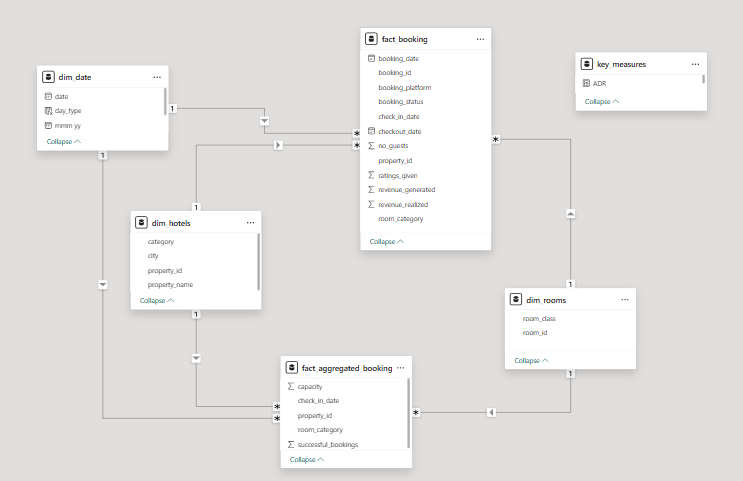 fact_booking
booking_date
booking_id
booking_platform
booking_status
check_in_date
checkout_date
no_guests
property_id
ratings_given
revenue_generated
revenue_realized
room_category
Collapse
key_measures
ADR
Collapse
dim_date
date
day_type
mmm yy
Collapse
1
1
*
*
*
dim_hotels
category
city
property_id
property_name
Collapse
1
1
dim_rooms
room_class
room_id
Collapse
1
1
fact_aggregated_booking
capacity
check_in_date
property_id
room_category
successful_bookings
Collapse
*
*
*